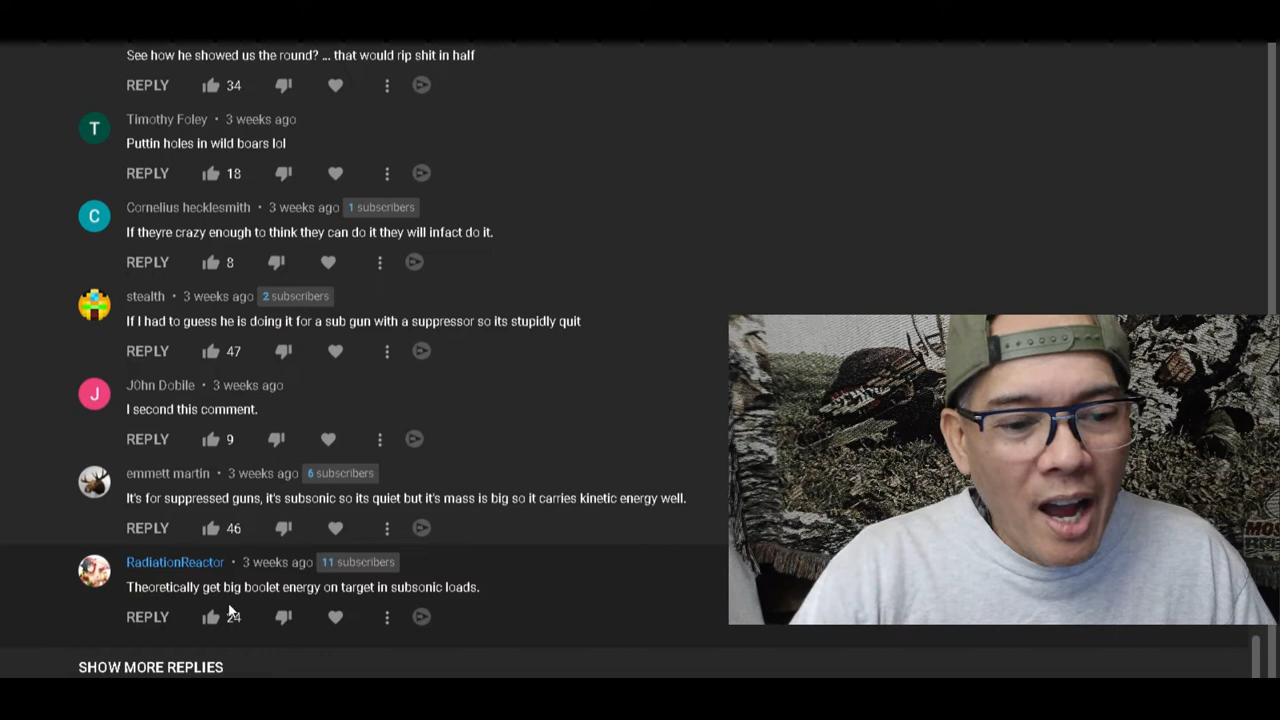 See how he showed us the round? ... that would rip shit in half
REPLY 34
T
Timothy Foley • 3 weeks ago
Puttin holes in wild boars lol
REPLY 18
C
Cornelius hecklesmith • 3 weeks ago 1 subscribers
If theyre crazy enough to think they can do it they will infact do it.
REPLY 8
stealth • 3 weeks ago 2 subscribers
If I had to guess he is doing it for a sub gun with a suppressor so its stupidly quit
REPLY 47
J
J0hn Dobile • 3 weeks ago
I second this comment.
REPLY 9
emmett martin • 3 weeks ago 6 subscribers
It's for suppressed guns, it's subsonic so its quiet but it's mass is big so it carries kinetic energy well.
REPLY 46
RadiationReactor • 3 weeks ago 11 subscribers
Theoretically get big boolet energy on target in subsonic loads.
REPLY 24
SHOW MORE REPLIES